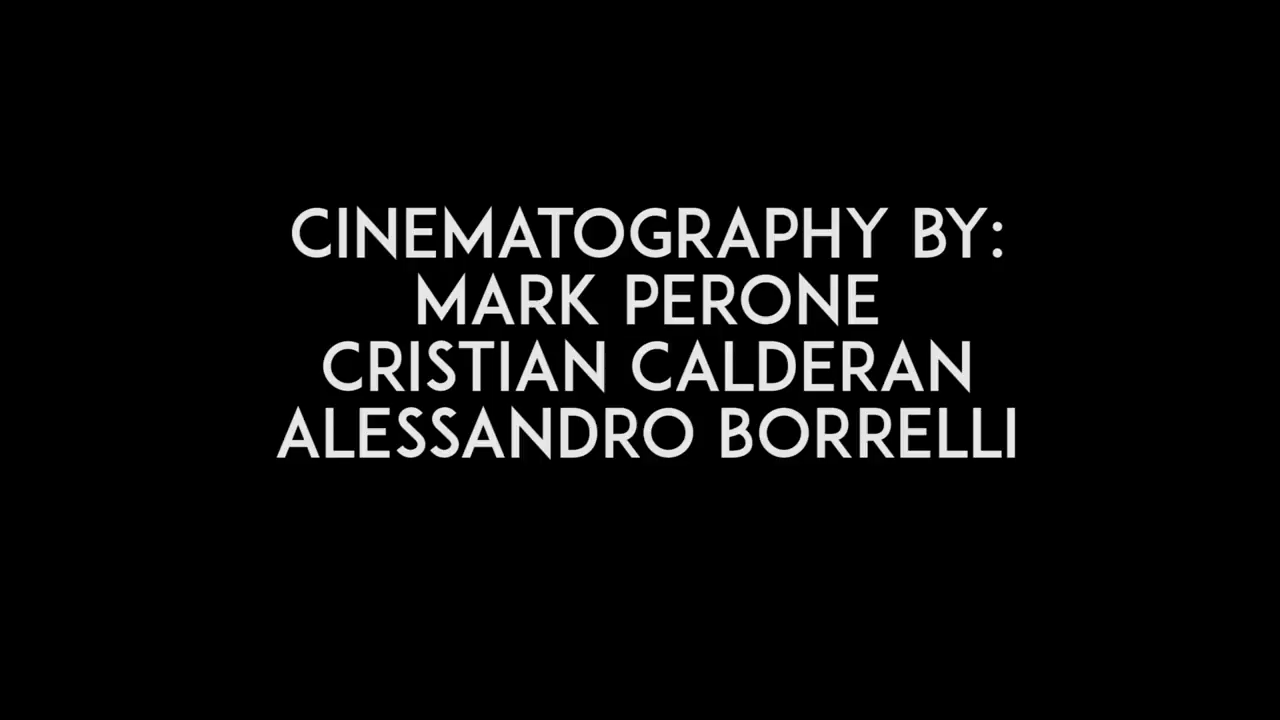 CINEMATOGRAPHY BY:
MARK PERONE
CRISTIAN CALDERAN
ALESSANDRO BORRELLI